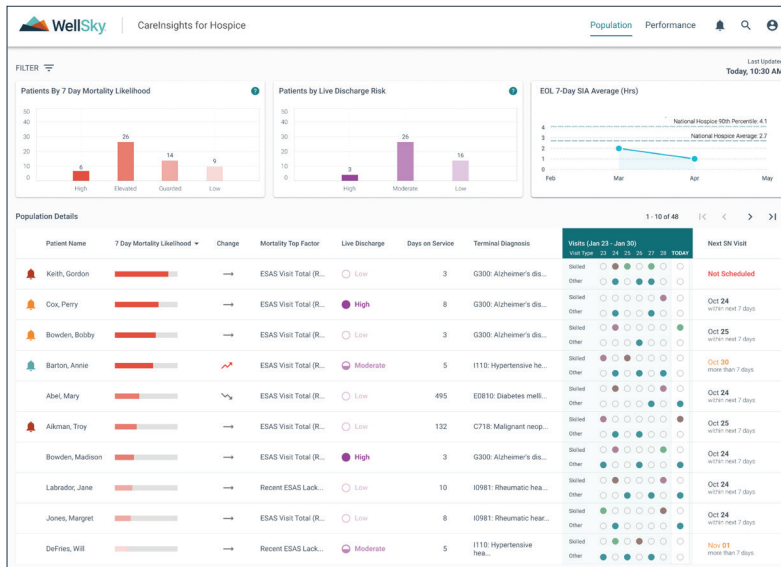 WellSky CareInsights for Hospice Population Performance
FILTER
Last Updated
Today, 10:30 AM
Patients By 7 Day Mortality Likelihood ?
50
40
30
20
10
0
6
26
14
9
High Elevated Guarded Low
Patients by Live Discharge Risk ?
50
40
30
20
10
0
3
26
16
High Moderate Low
EOL 7-Day SIA Average (Hrs)
National Hospice 90th Percentile: 4.1
National Hospice Average: 2.7
4
3
2
1
0
Feb Mar Apr May
Population Details 1 - 10 of 48
Patient Name 7 Day Mortality Likelihood Change Mortality Top Factor Live Discharge Days on Service Terminal Diagnosis Visits (Jan 23 - Jan 30) Next SN Visit
Visit Type 23 24 25 26 27 28 TODAY
Keith, Gordon ESAS Visit Total (R... Low 3 G300: Alzheimer's dis... Skilled Not Scheduled
Other
Cox, Perry ESAS Visit Total (R... High 8 G300: Alzheimer's dis... Skilled Oct 24
Other within next 7 days
Bowden, Bobby ESAS Visit Total (R... Low 3 G300: Alzheimer's dis... Skilled Oct 25
Other within next 7 days
Barton, Annie ESAS Visit Total (R... Moderate 5 I110: Hypertensive he... Skilled Oct 30
Other more than 7 days
Abel, Mary ESAS Visit Total (R... Low 495 E0810: Diabetes melli... Skilled Oct 24
Other within next 7 days
Aikman, Troy ESAS Visit Total (R... Low 132 C718: Malignant neop... Skilled Oct 25
Other within next 7 days
Bowden, Madison ESAS Visit Total (R... High 3 G300: Alzheimer's dis... Skilled Oct 24
Other within next 7 days
Labrador, Jane Recent ESAS Lack... Low 10 I0981: Rheumatic hea... Skilled Oct 24
Other within next 7 days
Jones, Margret ESAS Visit Total (R... Low 8 I0981: Rheumatic hear... Skilled Oct 24
Other within next 7 days
DeFries, Will Recent ESAS Lack... Moderate 5 I110: Hypertensive hea... Skilled Nov 01
Other more than 7 days